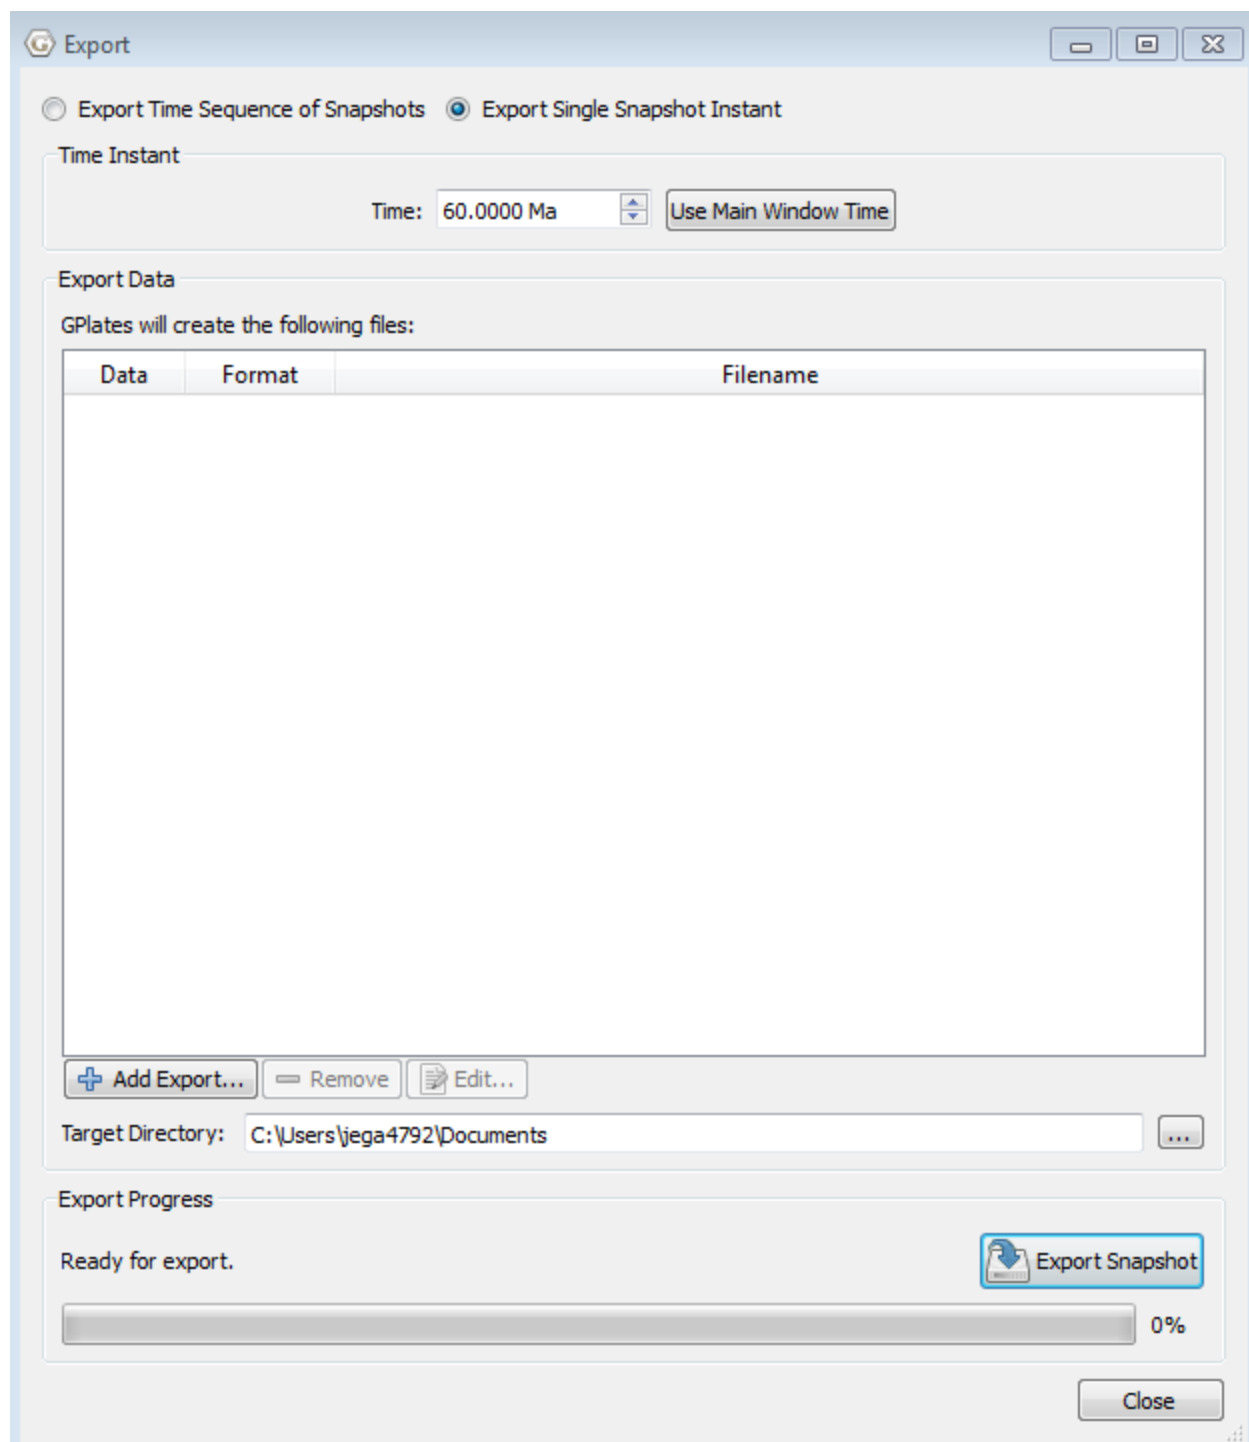 Export
Export Time Sequence of Snapshots Export Single Snapshot Instant
Time Instant
Time: 60.0000 Ma Use Main Window Time
Export Data
GPlates will create the following files:
Data Format Filename
Add Export... Remove Edit...
Target Directory: C:\Users\jega4792\Documents ...
Export Progress
Ready for export. Export Snapshot
0%
Close